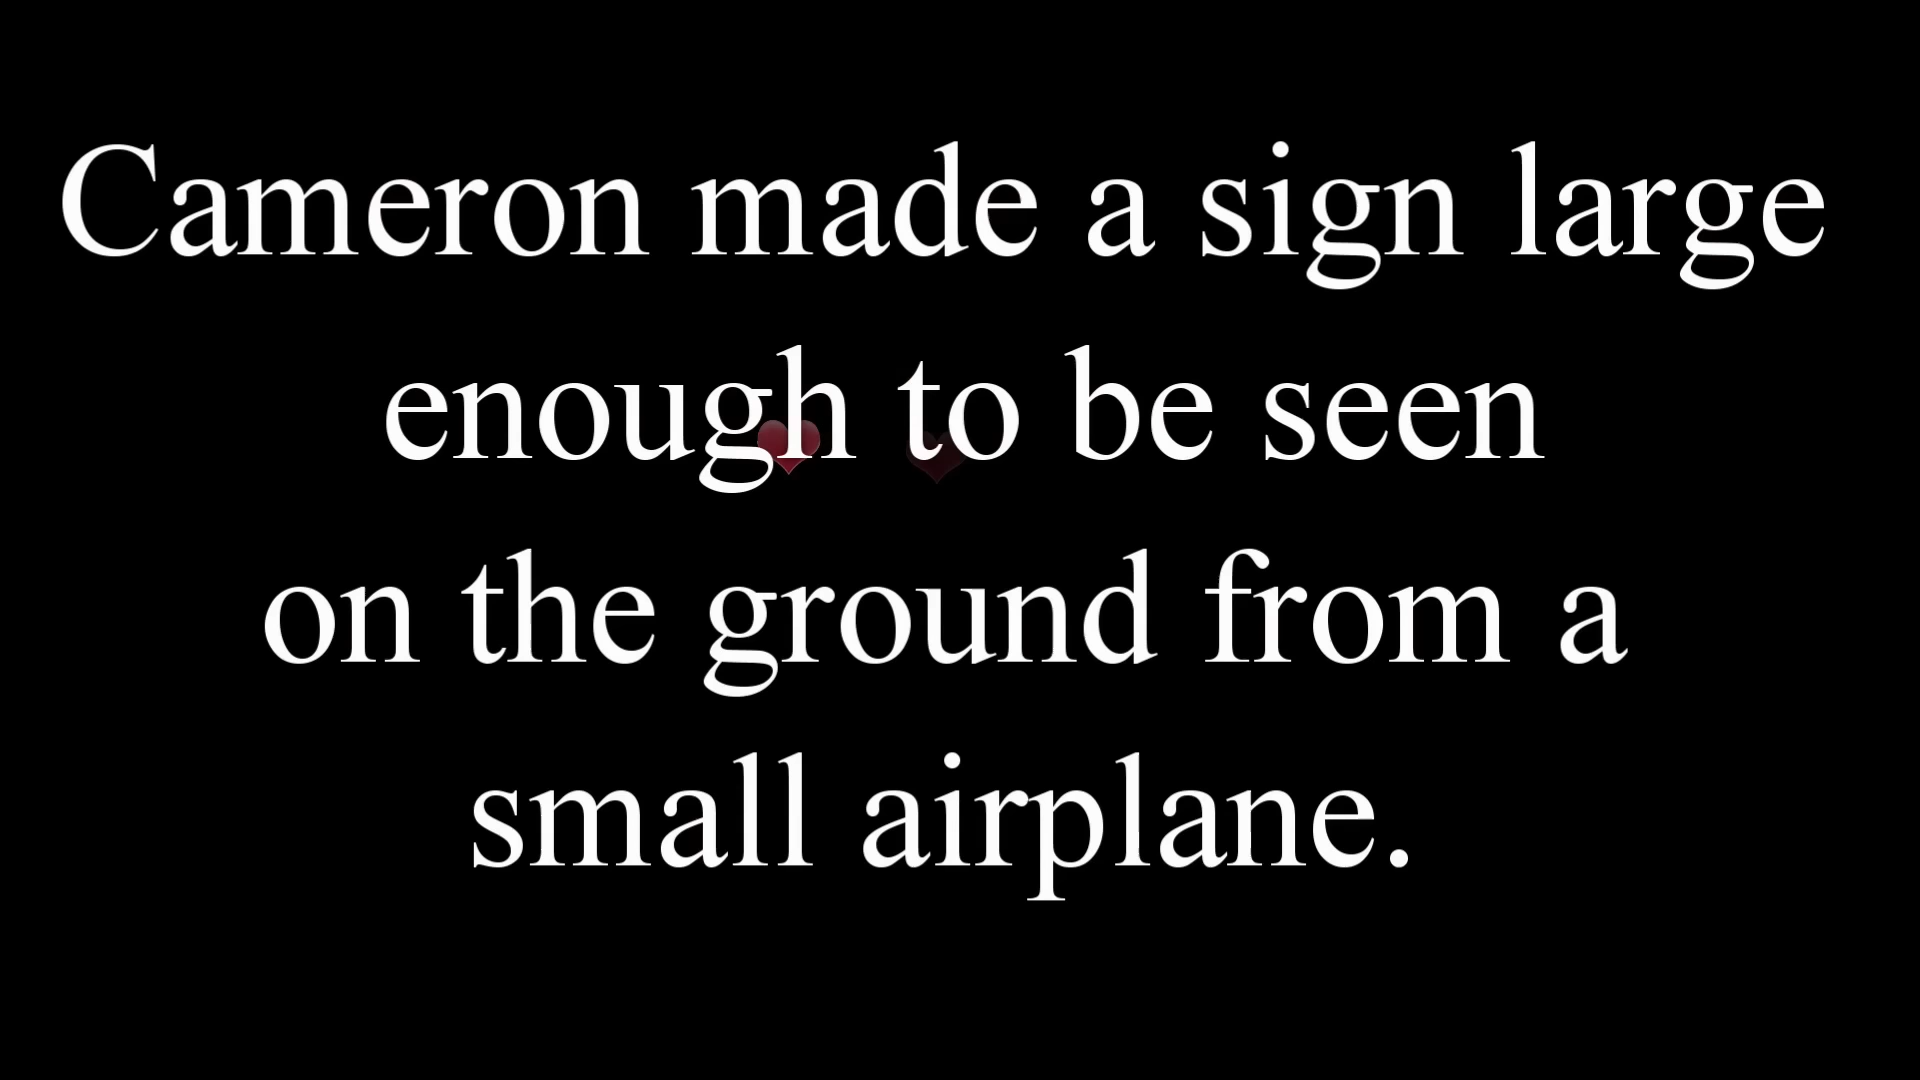 Cameron made a sign large
enough to be seen
on the ground from a
small airplane.